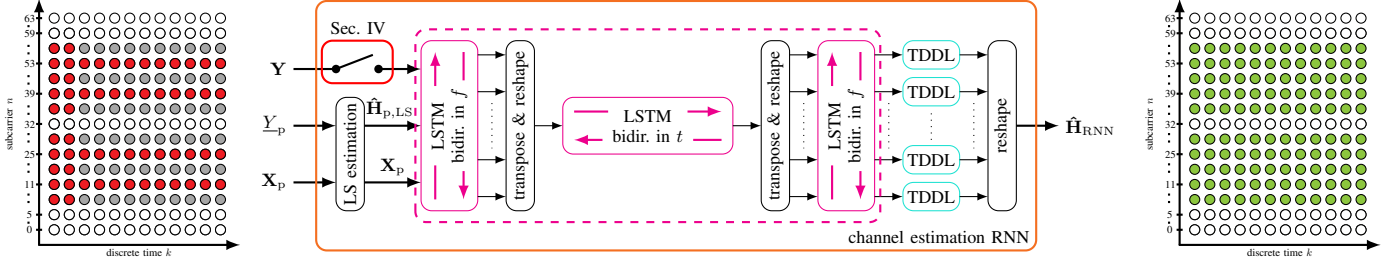 63
59
53
39
32
25
11
5
0
subcarrier n
discrete time k
Sec. IV
Y
Y_p
X_p
LS estimation
Ĥ_p,LS
X_p
LSTM
bidir. in f
transpose & reshape
LSTM
bidir. in t
transpose & reshape
LSTM
bidir. in f
TDDL
TDDL
TDDL
TDDL
reshape
channel estimation RNN
Ĥ_RNN
63
59
53
39
32
25
11
5
0
subcarrier n
discrete time k